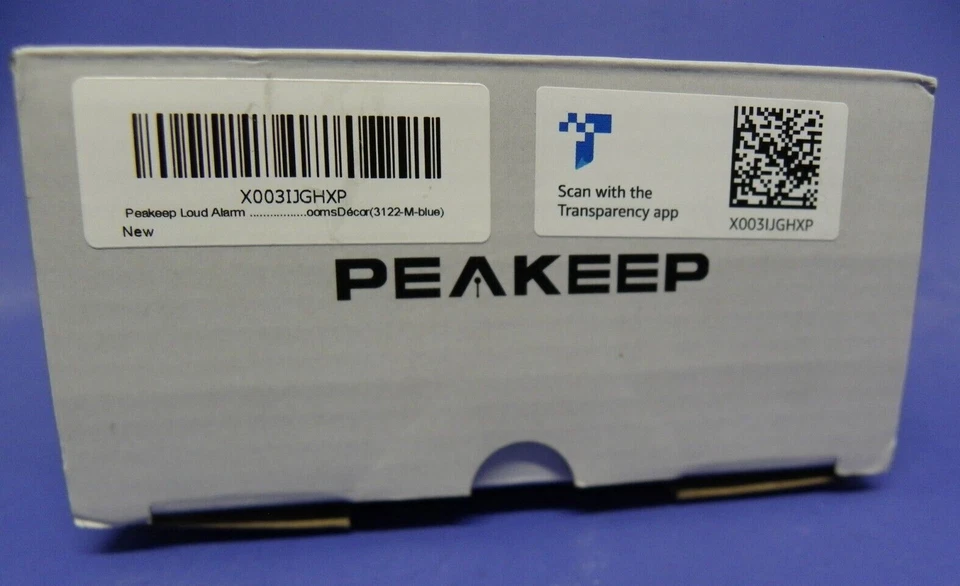 X003IJGHXP
Peakeep Loud Alarm .................oomsDécor(3122-M-blue)
New
Scan with the
Transparency app
X003IJGHXP
PEAKEEP